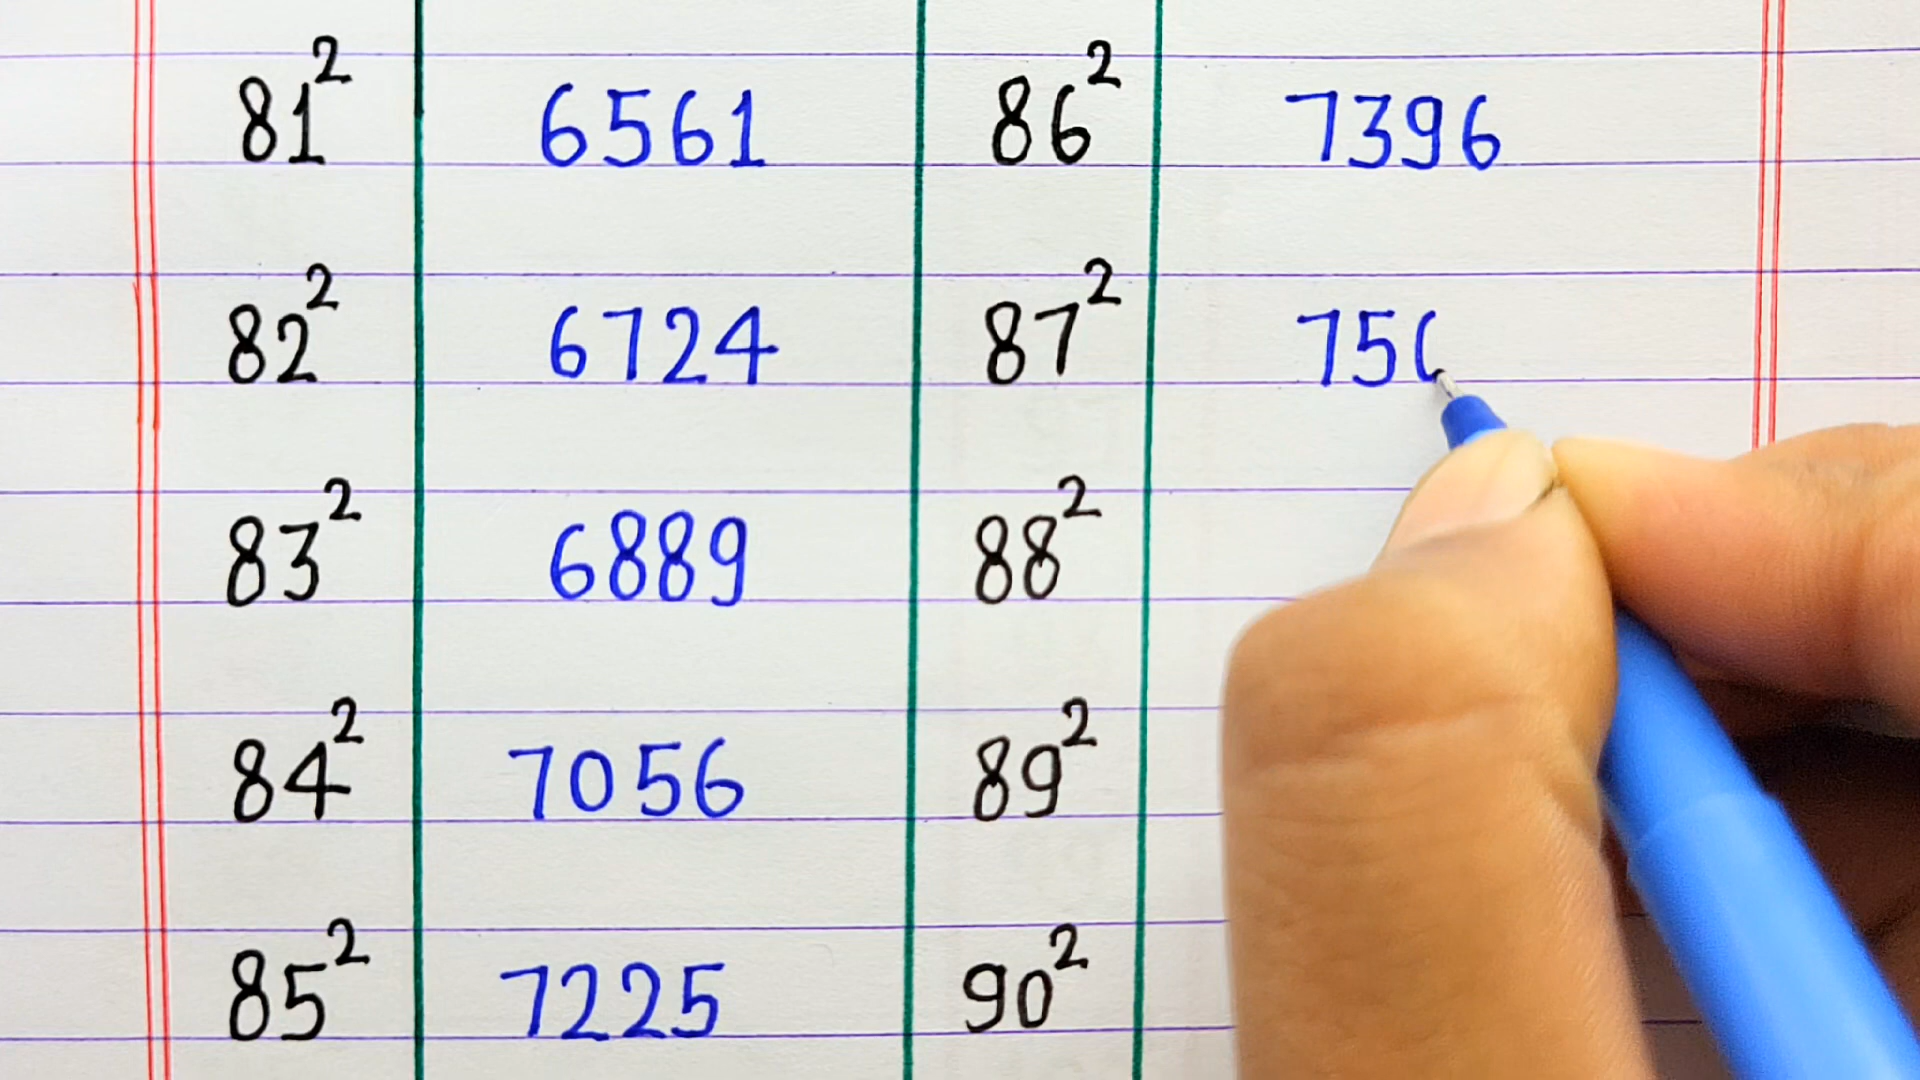 81² 6561 86² 7396
82² 6724 87² 75
83² 6889 88²
84² 7056 89²
85² 7225 90²